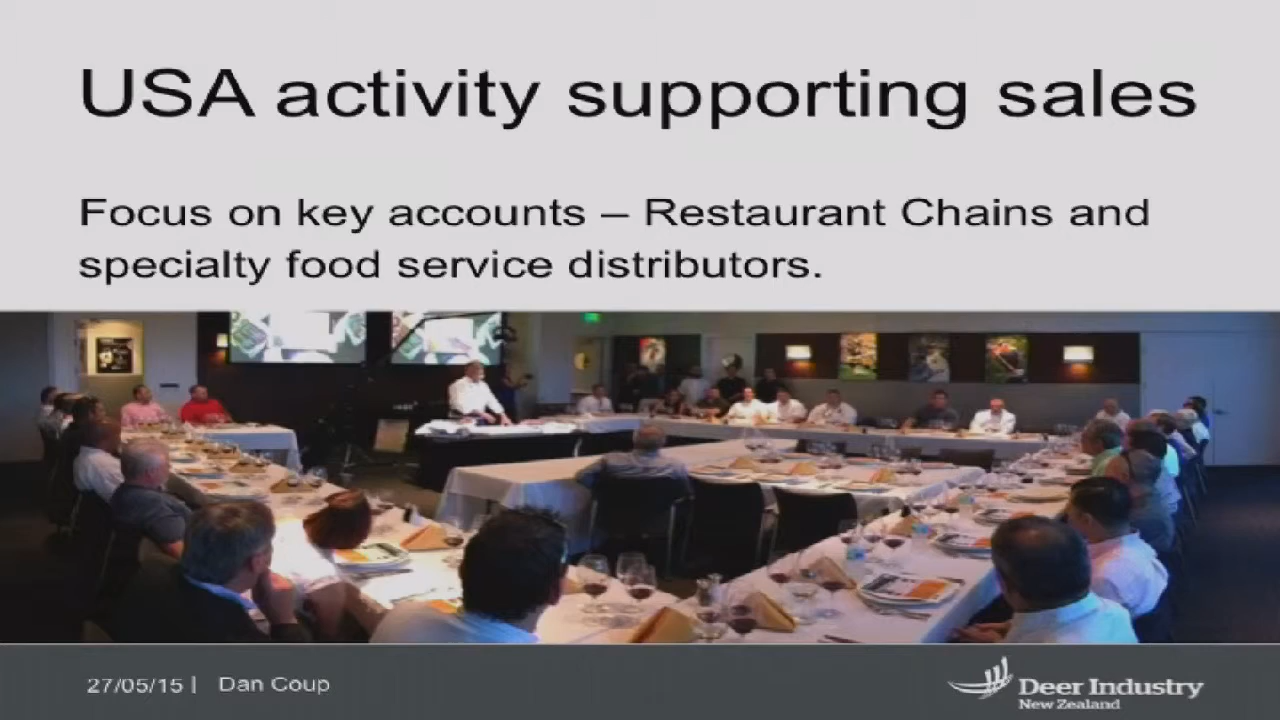 USA activity supporting sales
Focus on key accounts – Restaurant Chains and
specialty food service distributors.
27/05/15 | Dan Coup
Deer Industry
New Zealand